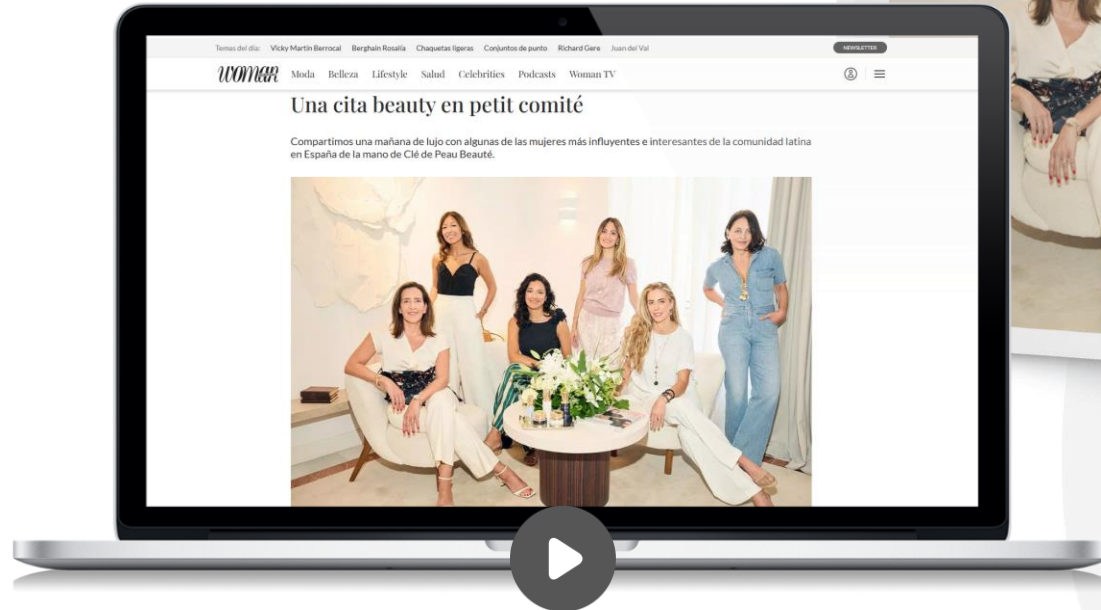 Temas del día: Vicky Martín Berrocal Berghain Rosalía Chaquetas ligeras Conjuntos de punto Richard Gere Juan del Val NEWSLETTER
woman Moda Belleza Lifestyle Salud Celebrities Podcasts Woman TV
Una cita beauty en petit comité
Compartimos una mañana de lujo con algunas de las mujeres más influyentes e interesantes de la comunidad latina
en España de la mano de Clé de Peau Beauté.